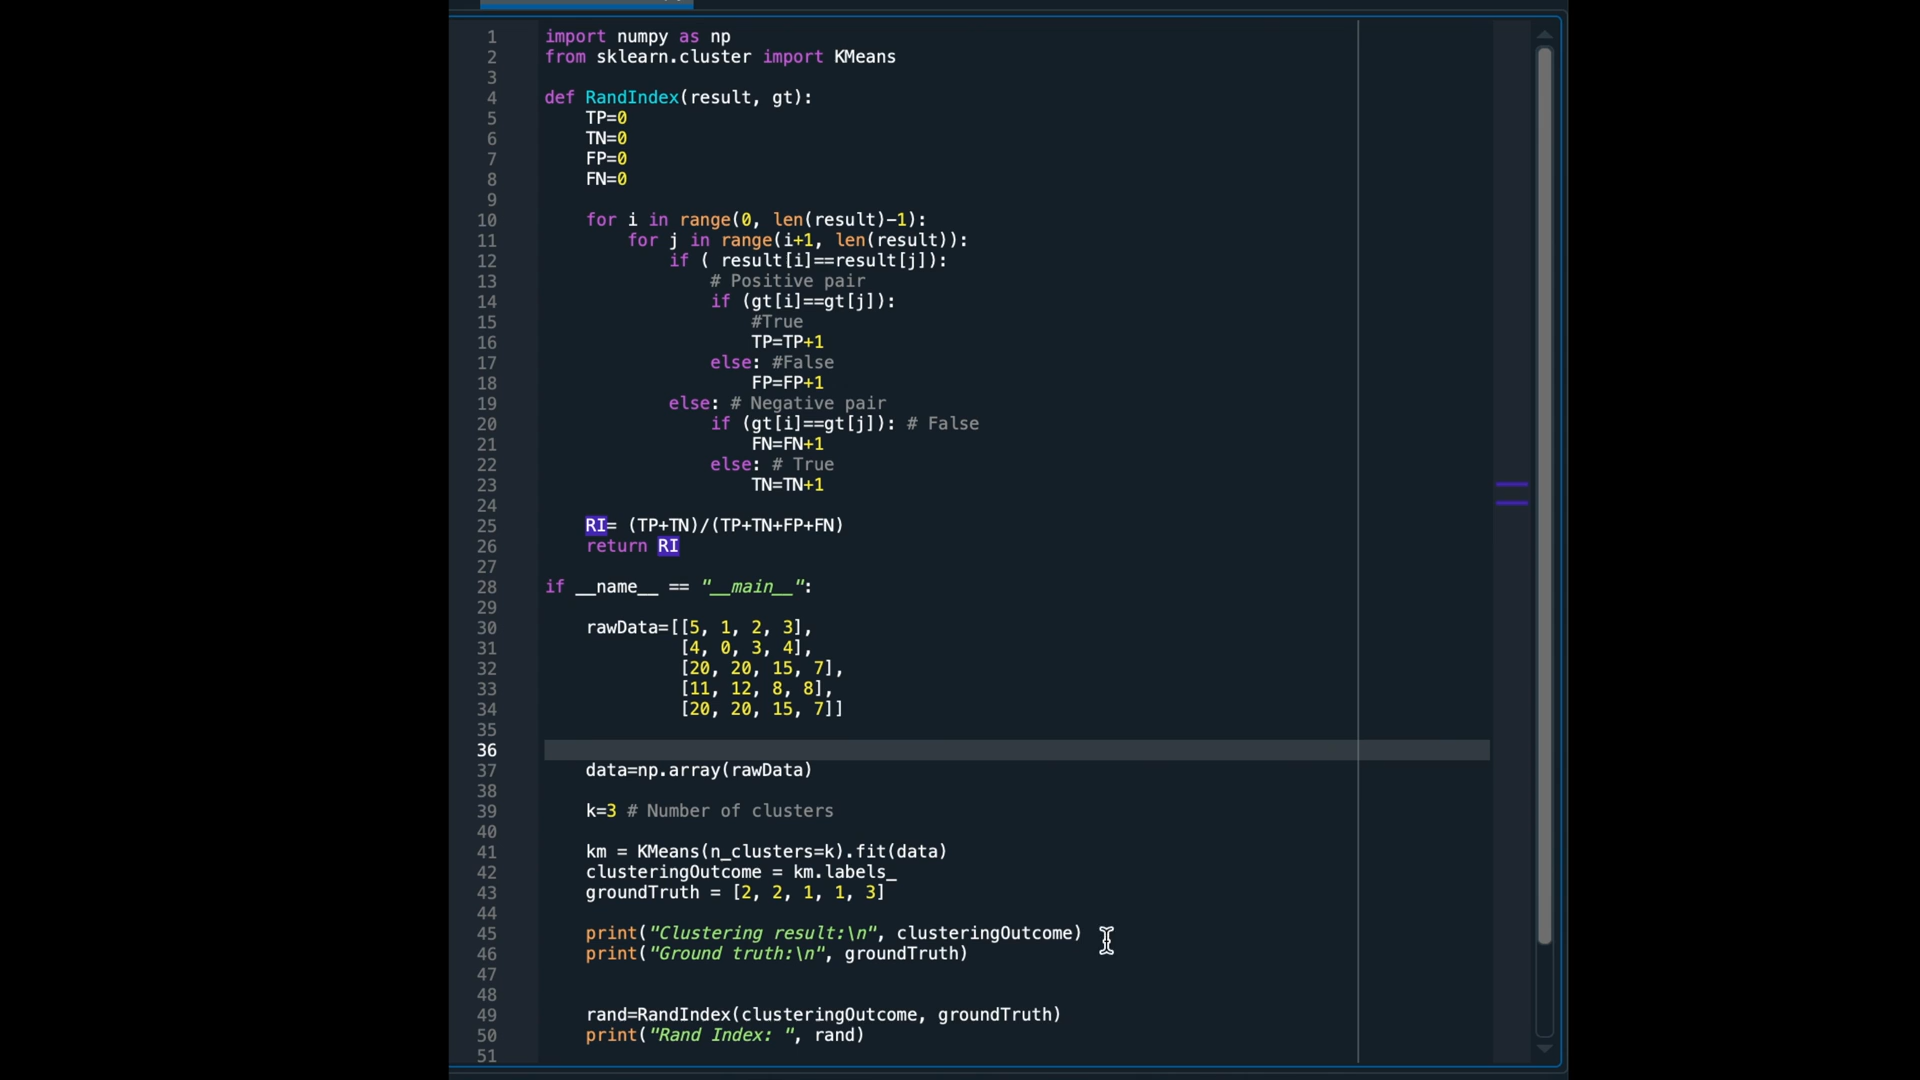 1 import numpy as np
2 from sklearn.cluster import KMeans
3
4 def RandIndex(result, gt):
5     TP=0
6     TN=0
7     FP=0
8     FN=0
9
10     for i in range(0, len(result)-1):
11         for j in range(i+1, len(result)):
12             if ( result[i]==result[j]):
13                 # Positive pair
14                 if (gt[i]==gt[j]):
15                     #True
16                     TP=TP+1
17                 else: #False
18                     FP=FP+1
19             else: # Negative pair
20                 if (gt[i]==gt[j]): # False
21                     FN=FN+1
22                 else: # True
23                     TN=TN+1
24
25     RI= (TP+TN)/(TP+TN+FP+FN)
26     return RI
27
28 if __name__ == "__main__":
29
30     rawData=[[5, 1, 2, 3],
31              [4, 0, 3, 4],
32              [20, 20, 15, 7],
33              [11, 12, 8, 8],
34              [20, 20, 15, 7]]
35
36
37     data=np.array(rawData)
38
39     k=3 # Number of clusters
40
41     km = KMeans(n_clusters=k).fit(data)
42     clusteringOutcome = km.labels_
43     groundTruth = [2, 2, 1, 1, 3]
44
45     print("Clustering result:\n", clusteringOutcome)
46     print("Ground truth:\n", groundTruth)
47
48
49     rand=RandIndex(clusteringOutcome, groundTruth)
50     print("Rand Index: ", rand)
51